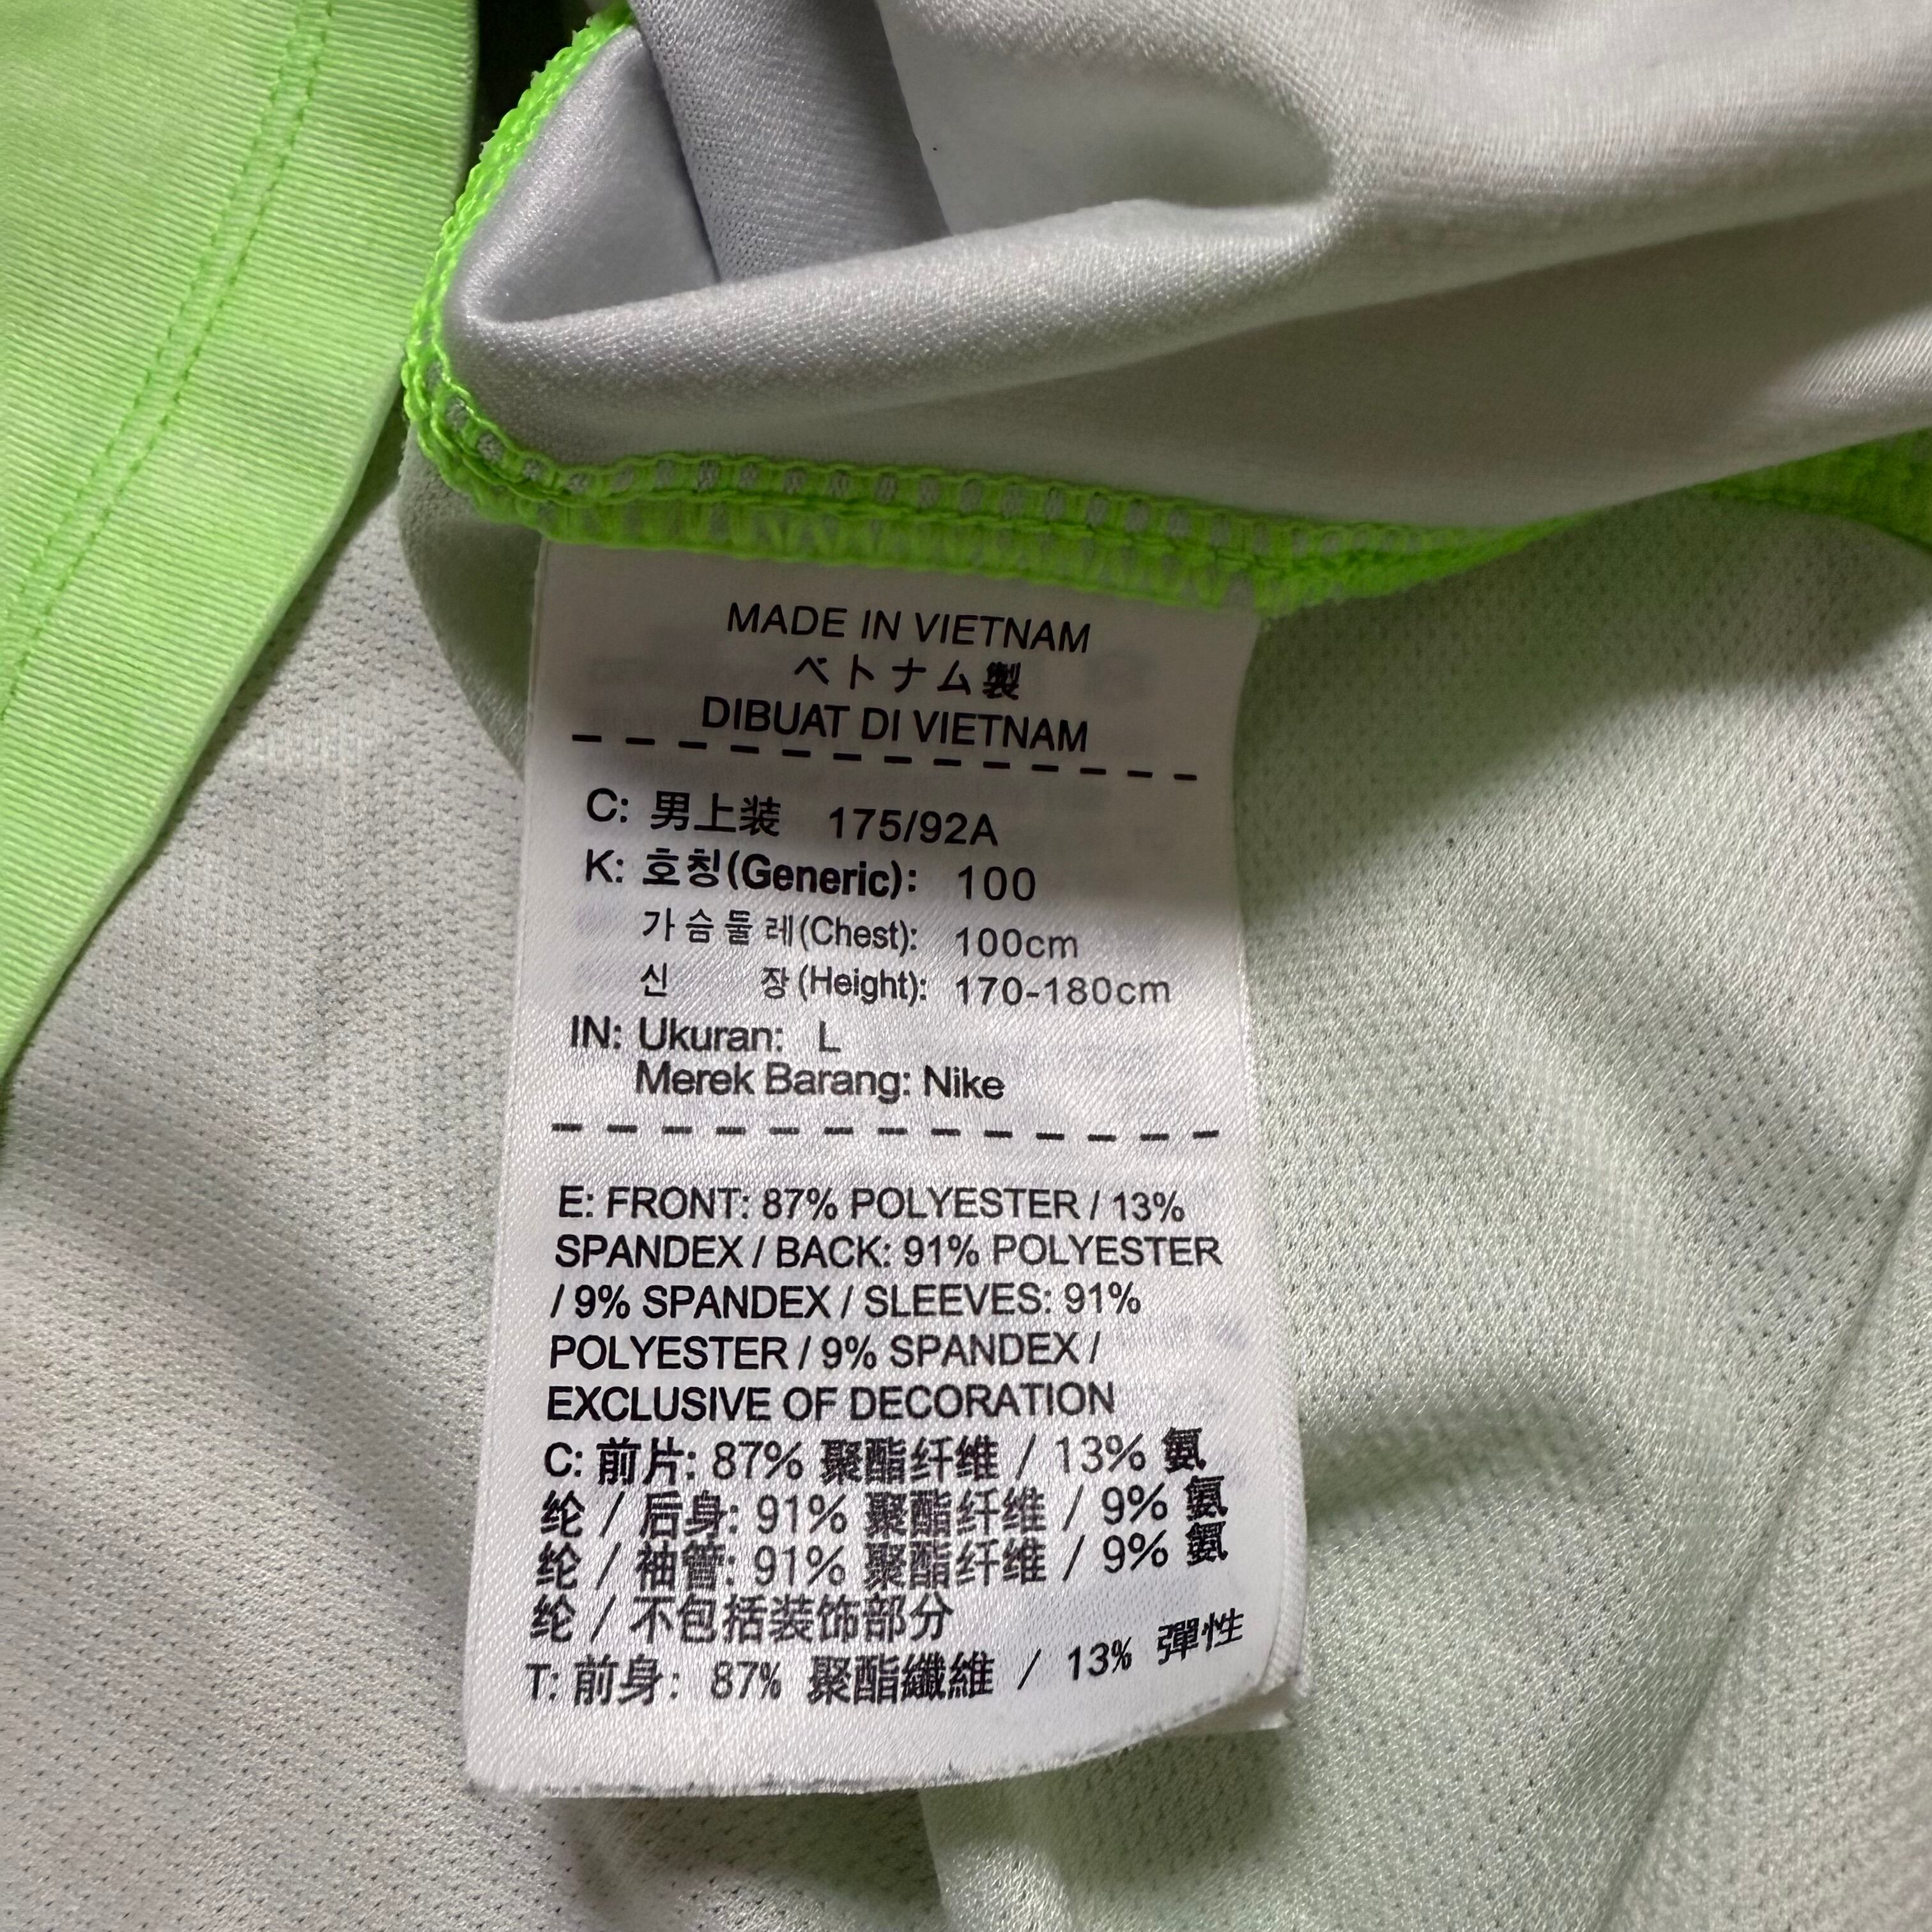 MADE IN VIETNAM
ベトナム製
DIBUAT DI VIETNAM
C: 男上装 175/92A
K: 호칭(Generic): 100
가슴둘레(Chest): 100cm
신 장(Height): 170-180cm
IN: Ukuran: L
Merek Barang: Nike
E: FRONT: 87% POLYESTER / 13%
SPANDEX / BACK: 91% POLYESTER
/ 9% SPANDEX / SLEEVES: 91%
POLYESTER / 9% SPANDEX /
EXCLUSIVE OF DECORATION
C: 前片: 87% 聚酯纤维 / 13% 氨
纶 / 后身: 91% 聚酯纤维 / 9% 氨
纶 / 袖管: 91% 聚酯纤维 / 9% 氨
纶 / 不包括装饰部分
T: 前身: 87% 聚酯纖維 / 13% 彈性